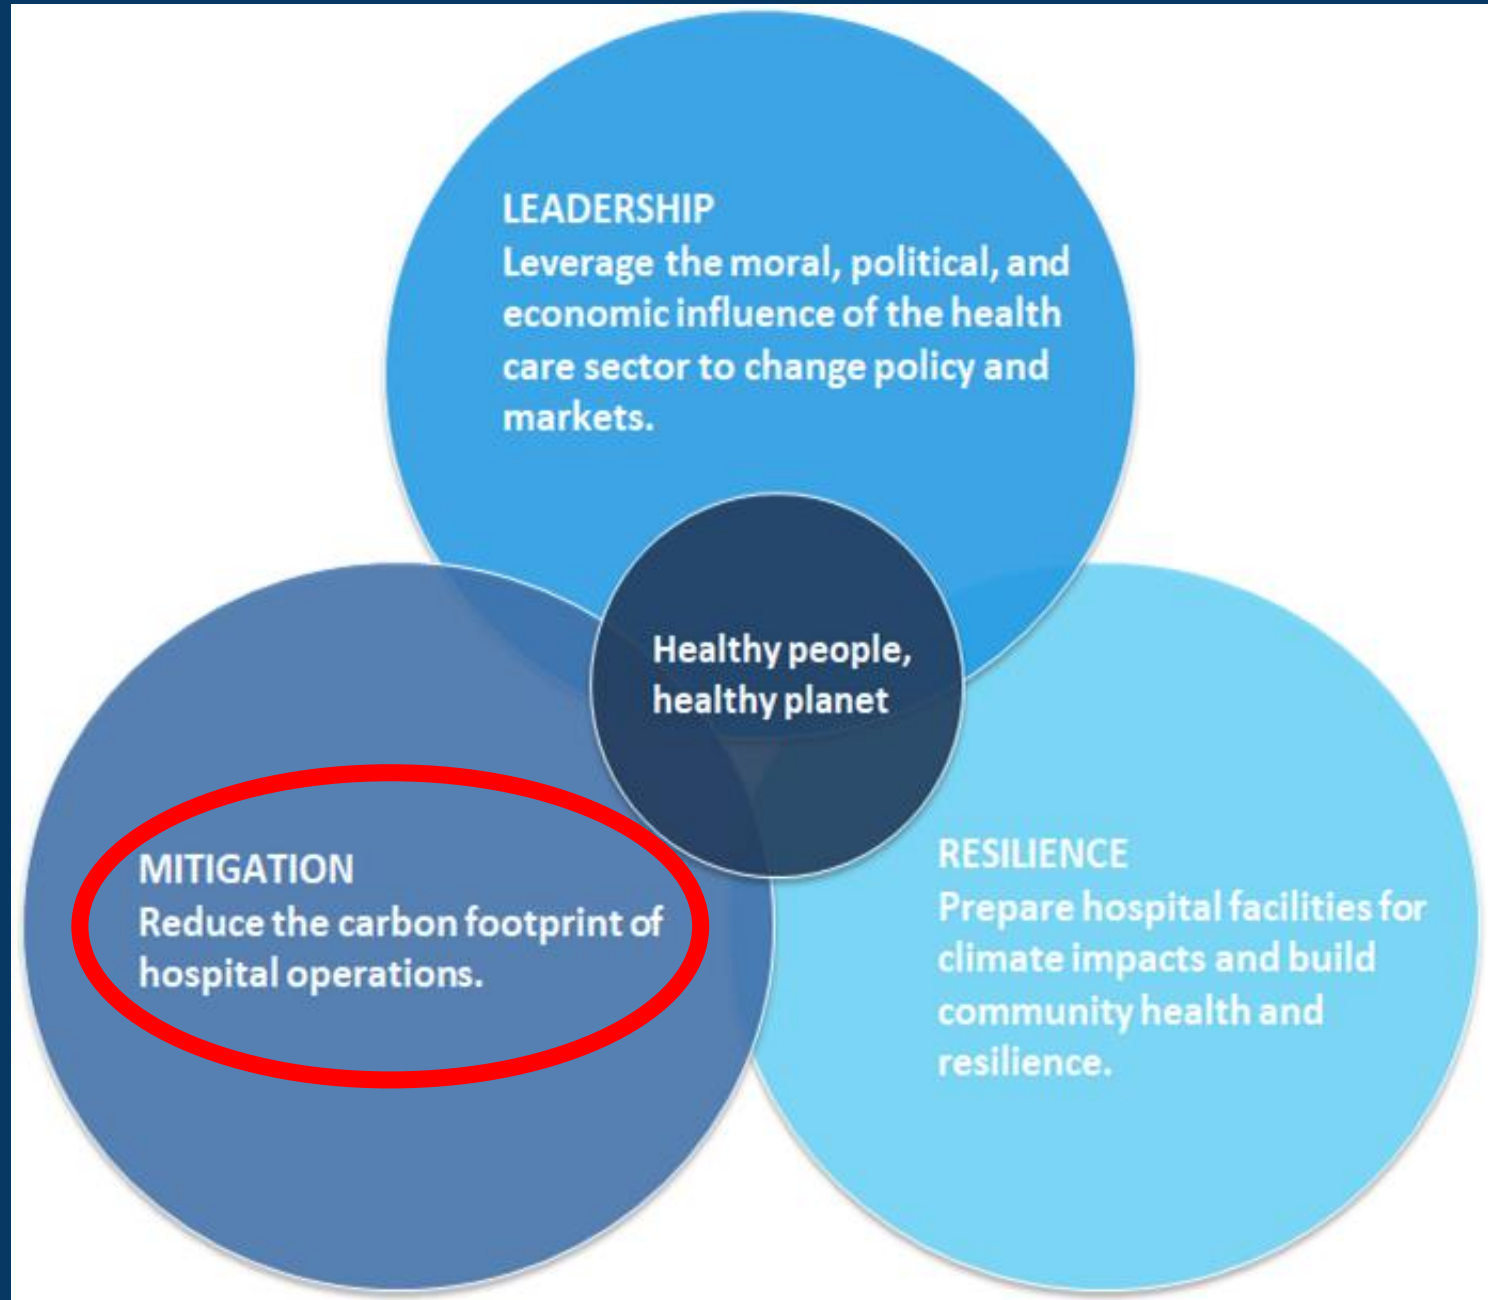 LEADERSHIP
Leverage the moral, political, and
economic influence of the health
care sector to change policy and
markets.
Healthy people,
healthy planet
MITIGATION
Reduce the carbon footprint of
hospital operations.
RESILIENCE
Prepare hospital facilities for
climate impacts and build
community health and
resilience.